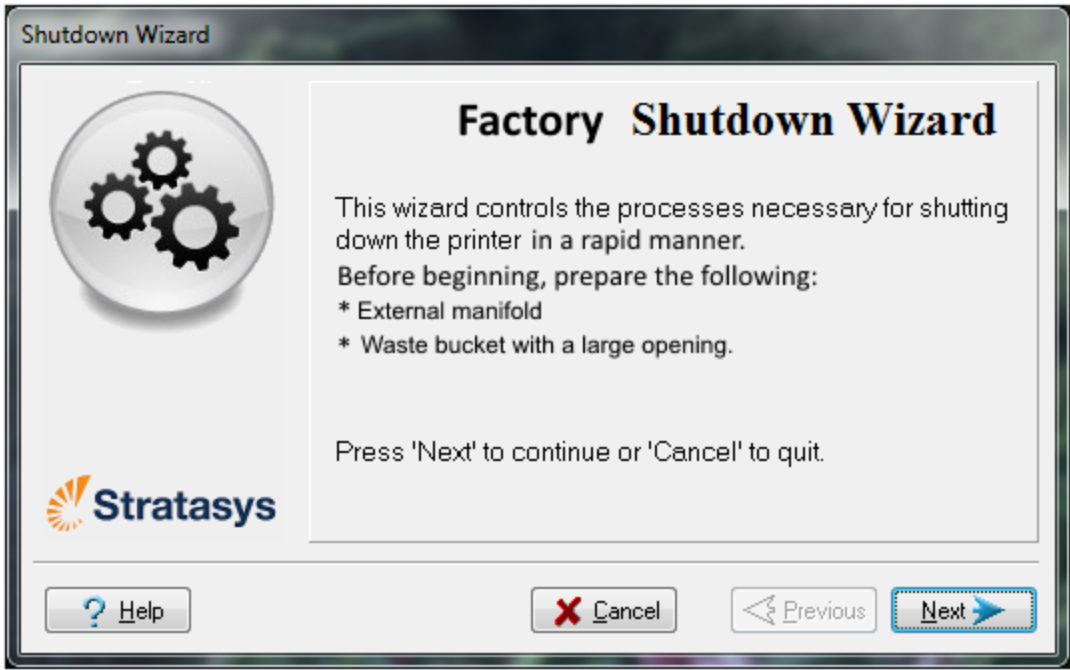 Shutdown Wizard
Factory Shutdown Wizard
This wizard controls the processes necessary for shutting
down the printer in a rapid manner.
Before beginning, prepare the following:
* External manifold
* Waste bucket with a large opening.
Press 'Next' to continue or 'Cancel' to quit.
Stratasys
? Help
Cancel
Previous
Next